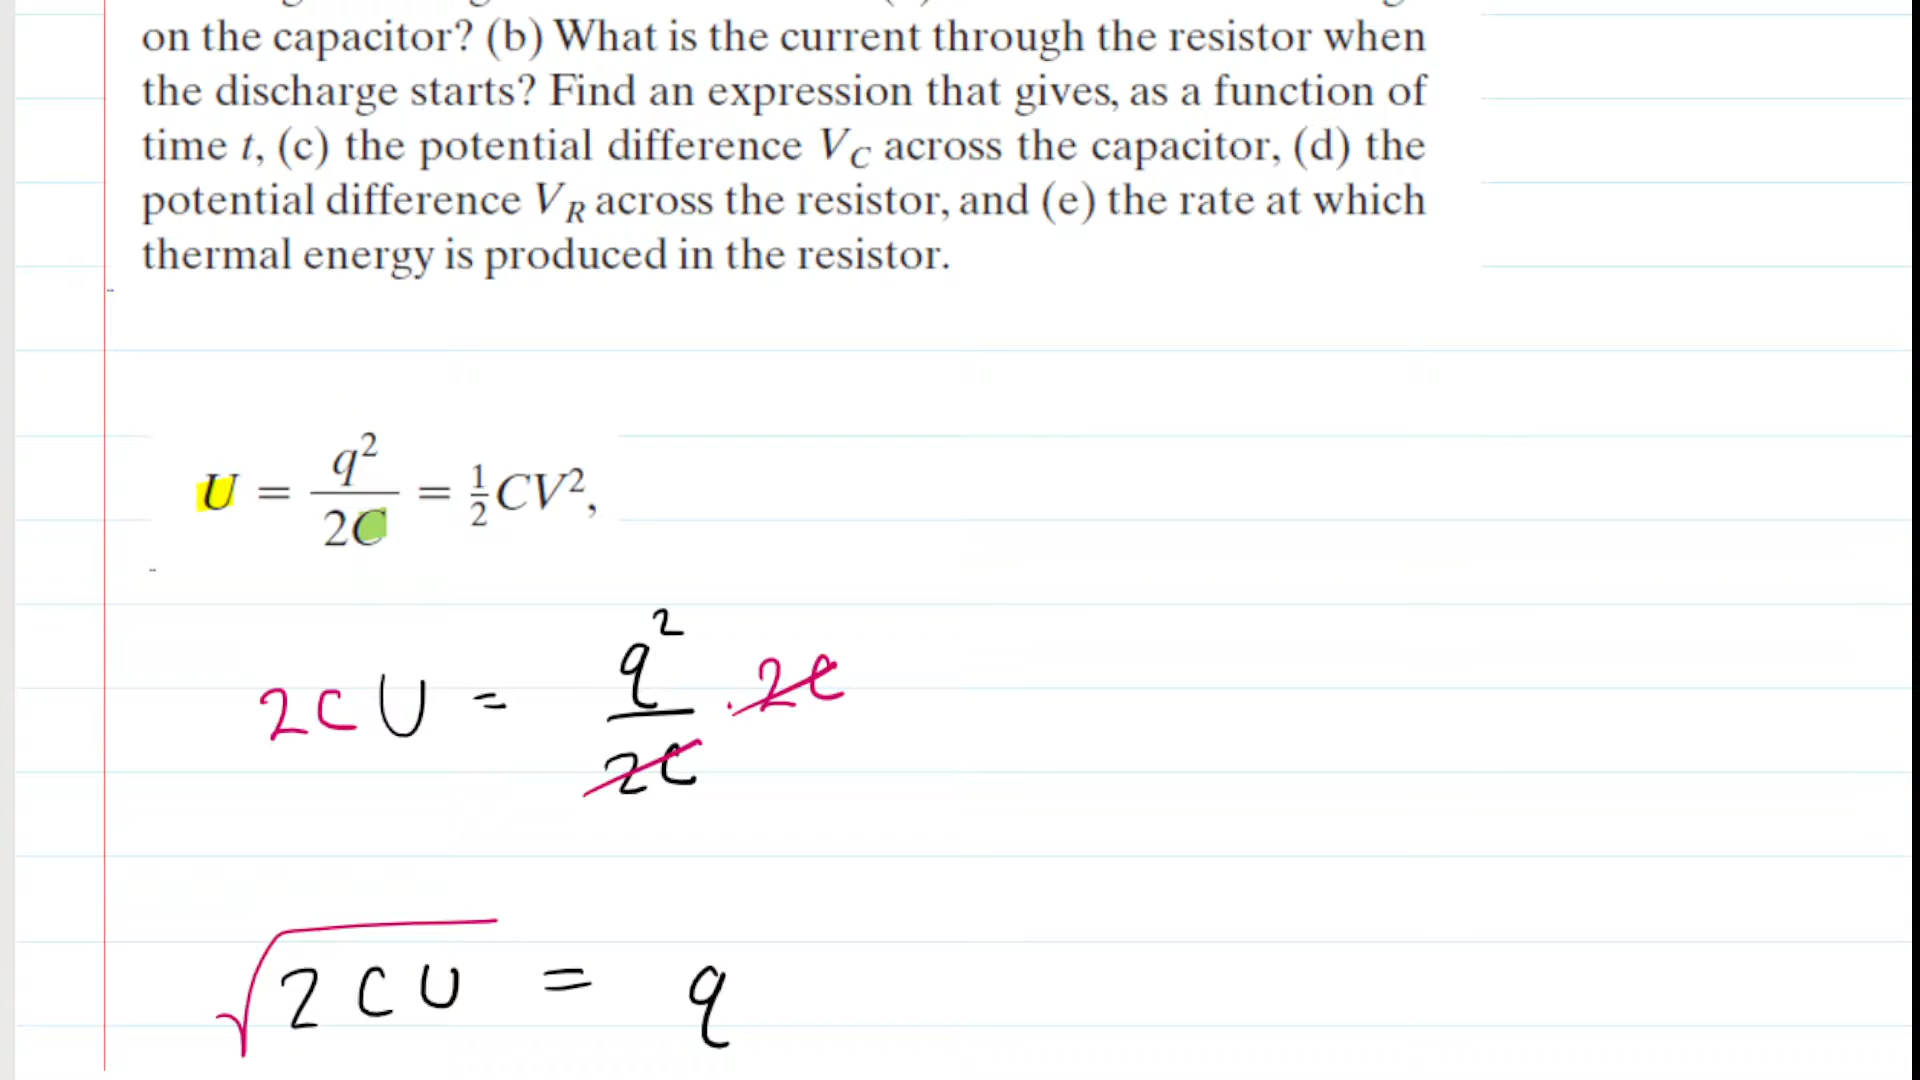 on the capacitor? (b) What is the current through the resistor when
the discharge starts? Find an expression that gives, as a function of
time t, (c) the potential difference V_C across the capacitor, (d) the
potential difference V_R across the resistor, and (e) the rate at which
thermal energy is produced in the resistor.
U = q²/2C = ½CV²,
2CU = q²/2C · 2C
√2CU = q